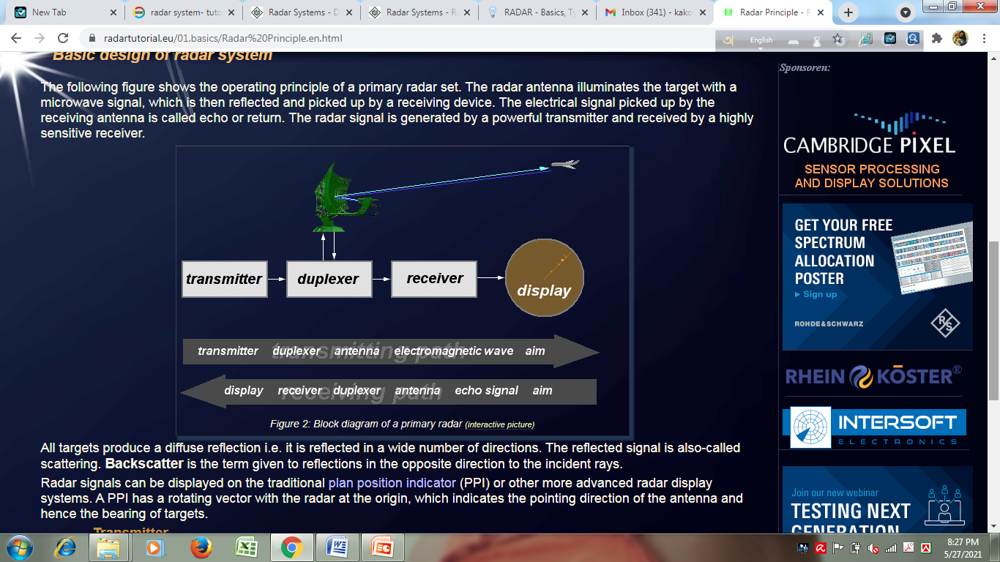 New Tab
radar system- tuto
Radar Systems - D
Radar Systems - R
RADAR - Basics, Ty
Inbox (341) - kako
Radar Principle - R
radartutorial.eu/01.basics/Radar%20Principle.en.html
English
Basic design of radar system
The following figure shows the operating principle of a primary radar set. The radar antenna illuminates the target with a
microwave signal, which is then reflected and picked up by a receiving device. The electrical signal picked up by the
receiving antenna is called echo or return. The radar signal is generated by a powerful transmitter and received by a highly
sensitive receiver.
transmitter
duplexer
receiver
display
transmitting path
transmitter duplexer antenna electromagnetic wave aim
receiving path
display receiver duplexer antenna echo signal aim
Figure 2: Block diagram of a primary radar (interactive picture)
All targets produce a diffuse reflection i.e. it is reflected in a wide number of directions. The reflected signal is also-called
scattering. Backscatter is the term given to reflections in the opposite direction to the incident rays.
Radar signals can be displayed on the traditional plan position indicator (PPI) or other more advanced radar display
systems. A PPI has a rotating vector with the radar at the origin, which indicates the pointing direction of the antenna and
hence the bearing of targets.
Transmitter
Sponsoren:
CAMBRIDGE PIXEL
SENSOR PROCESSING
AND DISPLAY SOLUTIONS
GET YOUR FREE
SPECTRUM
ALLOCATION
POSTER
▸ Sign up
ROHDE&SCHWARZ
R S
RHEIN KÖSTER®
INTERSOFT
ELECTRONICS
Join our new webinar
TESTING NEXT
GENERATION
8:27 PM
5/27/2021